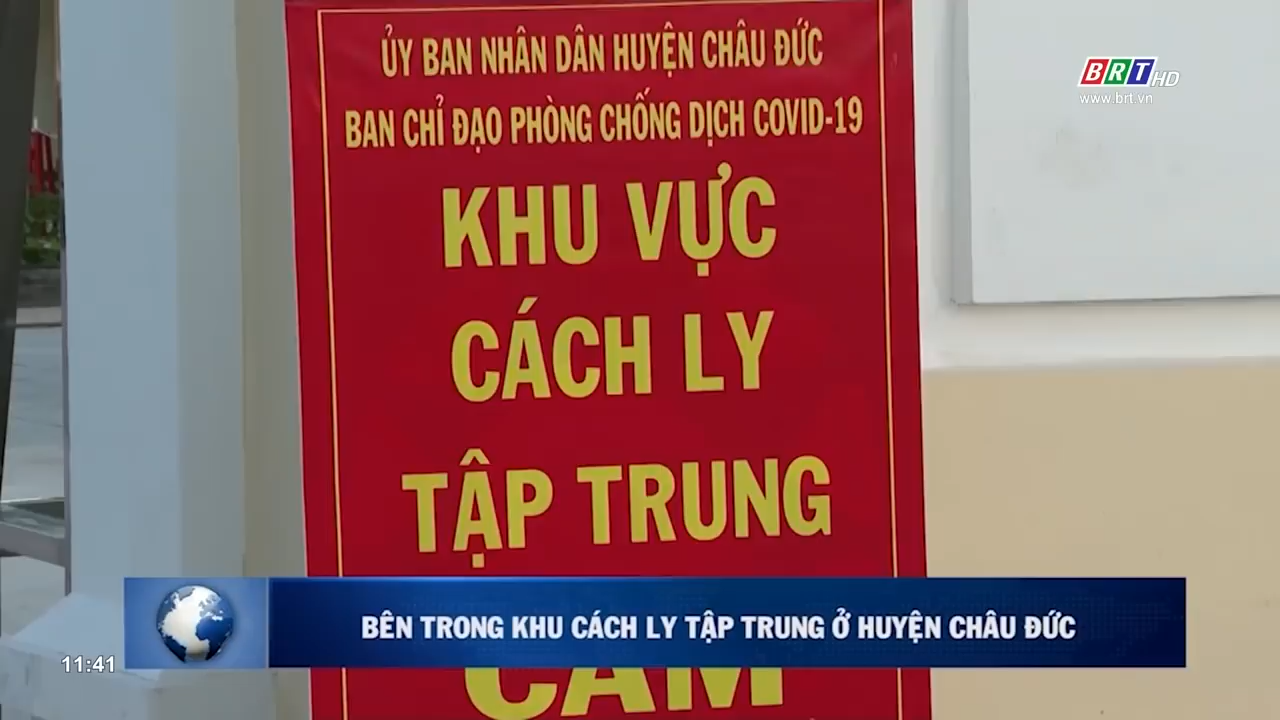 ỦY BAN NHÂN DÂN HUYỆN CHÂU ĐỨC
BAN CHỈ ĐẠO PHÒNG CHỐNG DỊCH COVID-19
KHU VỰC
CÁCH LY
TẬP TRUNG
BRT HD
www.brt.vn
BÊN TRONG KHU CÁCH LY TẬP TRUNG Ở HUYỆN CHÂU ĐỨC
11:41